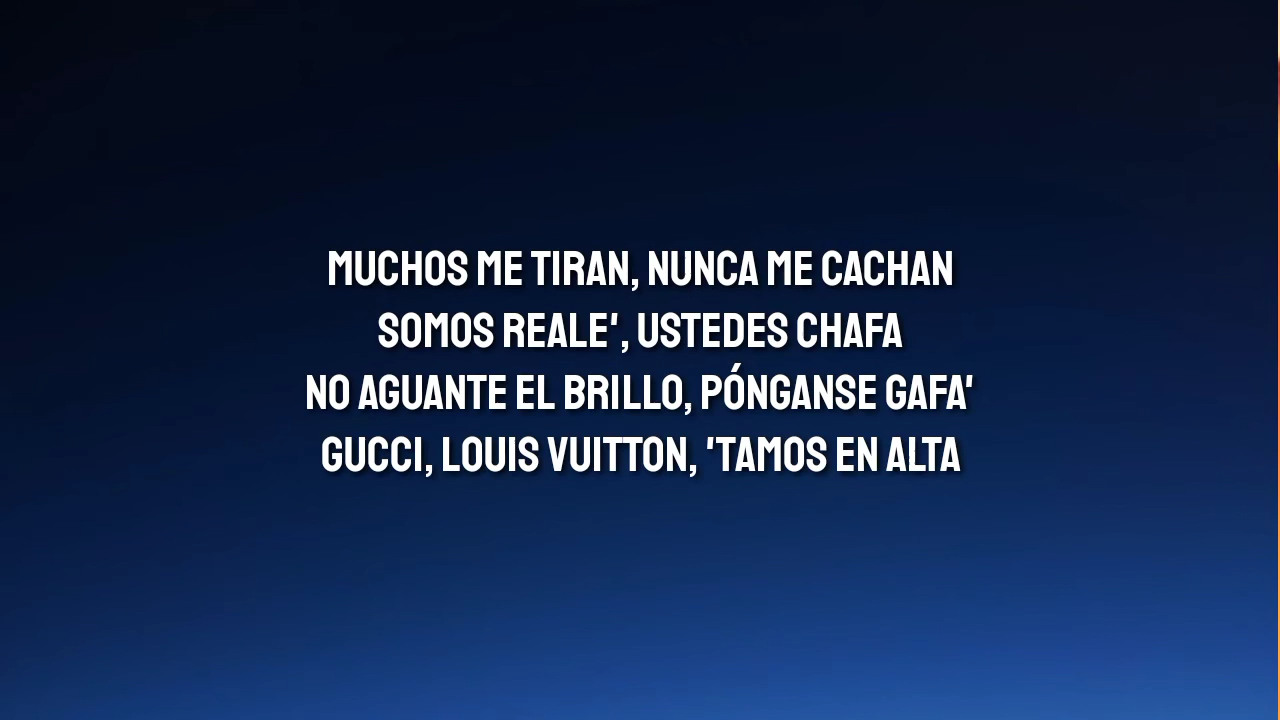 MUCHOS ME TIRAN, NUNCA ME CACHAN
SOMOS REALE', USTEDES CHAFA
NO AGUANTE EL BRILLO, PÓNGANSE GAFA'
GUCCI, LOUIS VUITTON, 'TAMOS EN ALTA